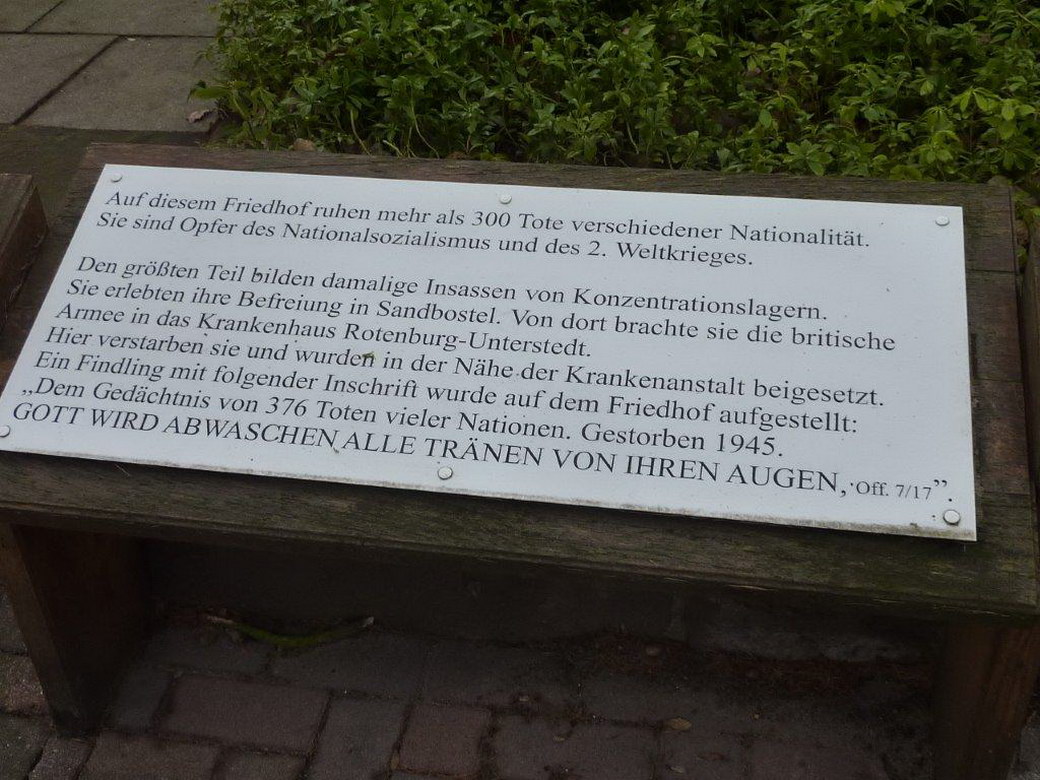 Auf diesem Friedhof ruhen mehr als 300 Tote verschiedener Nationalität.
Sie sind Opfer des Nationalsozialismus und des 2. Weltkrieges.
Den größten Teil bilden damalige Insassen von Konzentrationslagern.
Sie erlebten ihre Befreiung in Sandbostel. Von dort brachte sie die britische
Armee in das Krankenhaus Rotenburg-Unterstedt.
Hier verstarben sie und wurden in der Nähe der Krankenanstalt beigesetzt.
Ein Findling mit folgender Inschrift wurde auf dem Friedhof aufgestellt:
„Dem Gedächtnis von 376 Toten vieler Nationen. Gestorben 1945.
GOTT WIRD ABWASCHEN ALLE TRÄNEN VON IHREN AUGEN, Off. 7/17”.